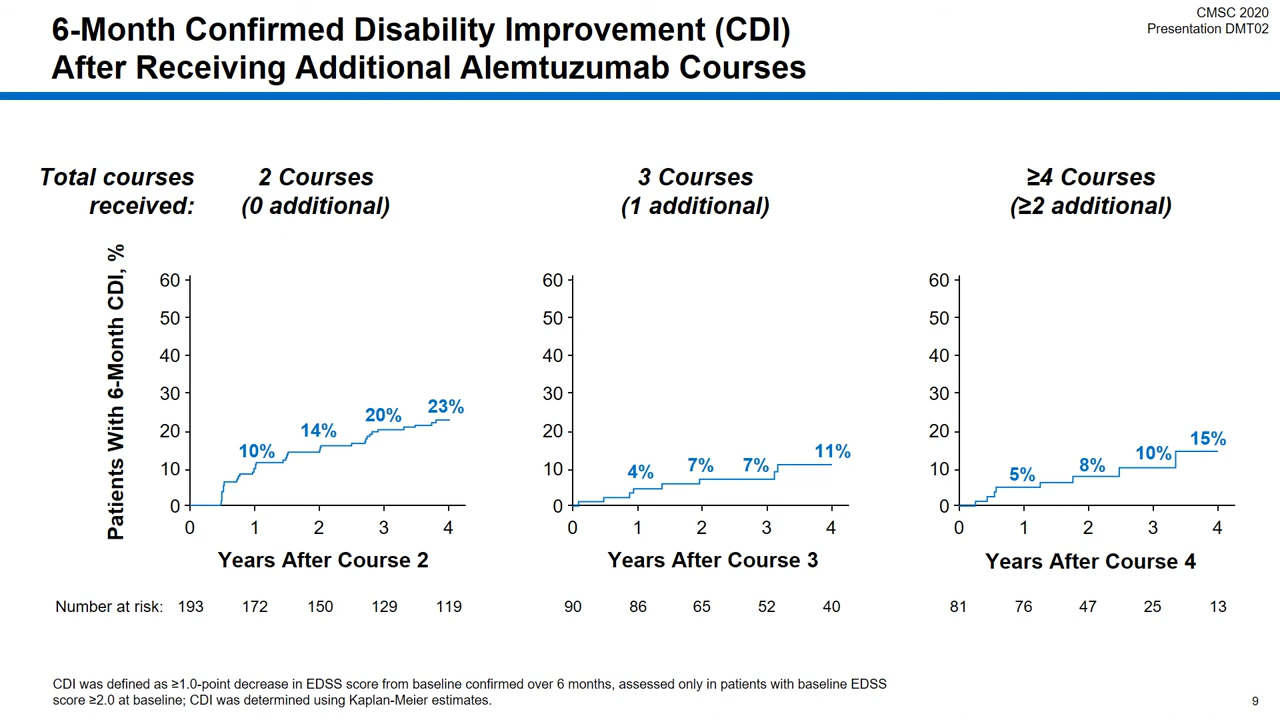 6-Month Confirmed Disability Improvement (CDI)
After Receiving Additional Alemtuzumab Courses
CMSC 2020
Presentation DMT02
Total courses
received:
2 Courses
(0 additional)
3 Courses
(1 additional)
≥4 Courses
(≥2 additional)
Patients With 6-Month CDI, %
60
50
40
30
20
10
0
10%
14%
20%
23%
0 1 2 3 4
Years After Course 2
60
50
40
30
20
10
0
4%
7%
7%
11%
0 1 2 3 4
Years After Course 3
60
50
40
30
20
10
0
5%
8%
10%
15%
0 1 2 3 4
Years After Course 4
Number at risk: 193 172 150 129 119
90 86 65 52 40
81 76 47 25 13
CDI was defined as ≥1.0-point decrease in EDSS score from baseline confirmed over 6 months, assessed only in patients with baseline EDSS
score ≥2.0 at baseline; CDI was determined using Kaplan-Meier estimates.
9